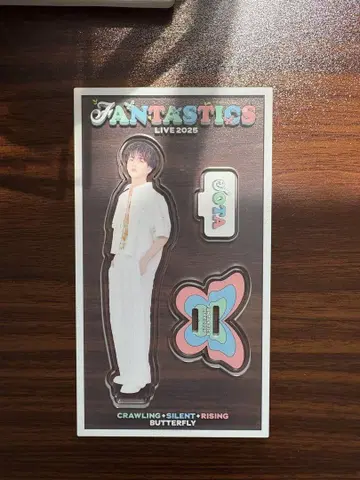 FANTASTICS
LIVE 2025
JOTA
CRAWLING✦SILENT✦RISING
BUTTERFLY